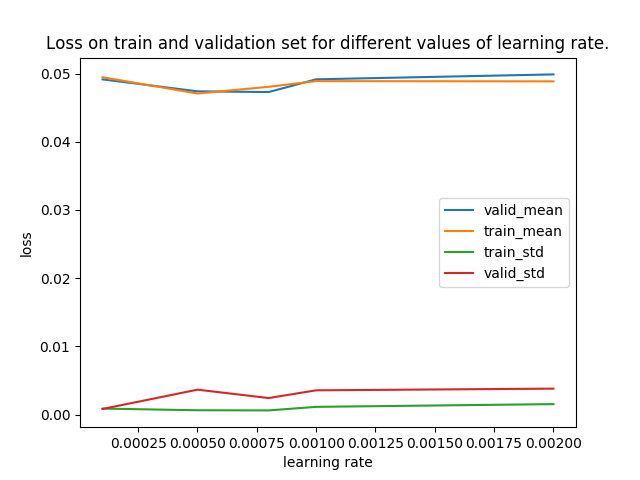 Loss on train and validation set for different values of learning rate.
0.05
0.04
0.03
0.02
0.01
0.00
loss
valid_mean
train_mean
train_std
valid_std
0.00025 0.00050 0.00075 0.00100 0.00125 0.00150 0.00175 0.00200
learning rate